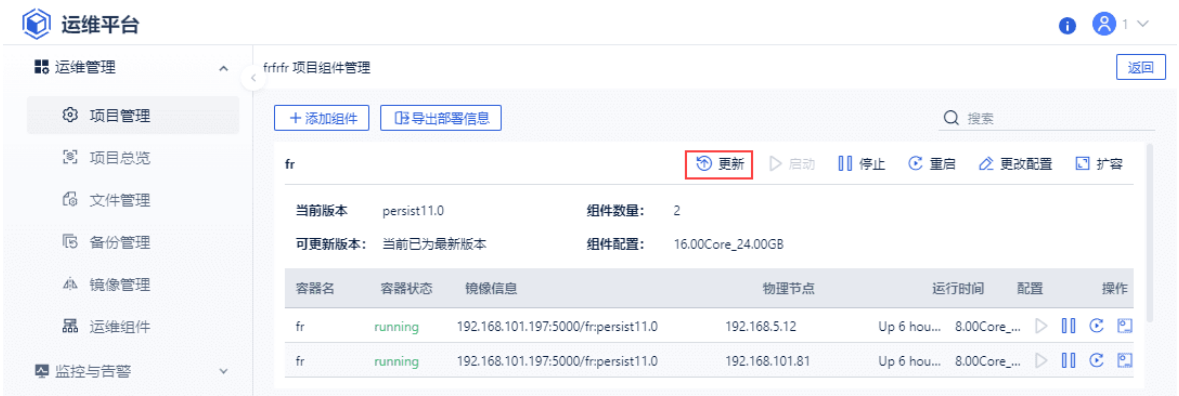 运维平台
1
运维管理
frfrfr 项目组件管理
返回
项目管理
+ 添加组件
导出部署信息
搜索
项目总览
fr
更新
启动
停止
重启
更改配置
扩容
文件管理
当前版本 persist11.0 组件数量: 2
备份管理
可更新版本: 当前已为最新版本 组件配置: 16.00Core_24.00GB
镜像管理
容器名 容器状态 镜像信息 物理节点 运行时间 配置 操作
运维组件
fr running 192.168.101.197:5000/fr:persist11.0 192.168.5.12 Up 6 hou... 8.00Core_...
fr running 192.168.101.197:5000/fr:persist11.0 192.168.101.81 Up 6 hou... 8.00Core_...
监控与告警